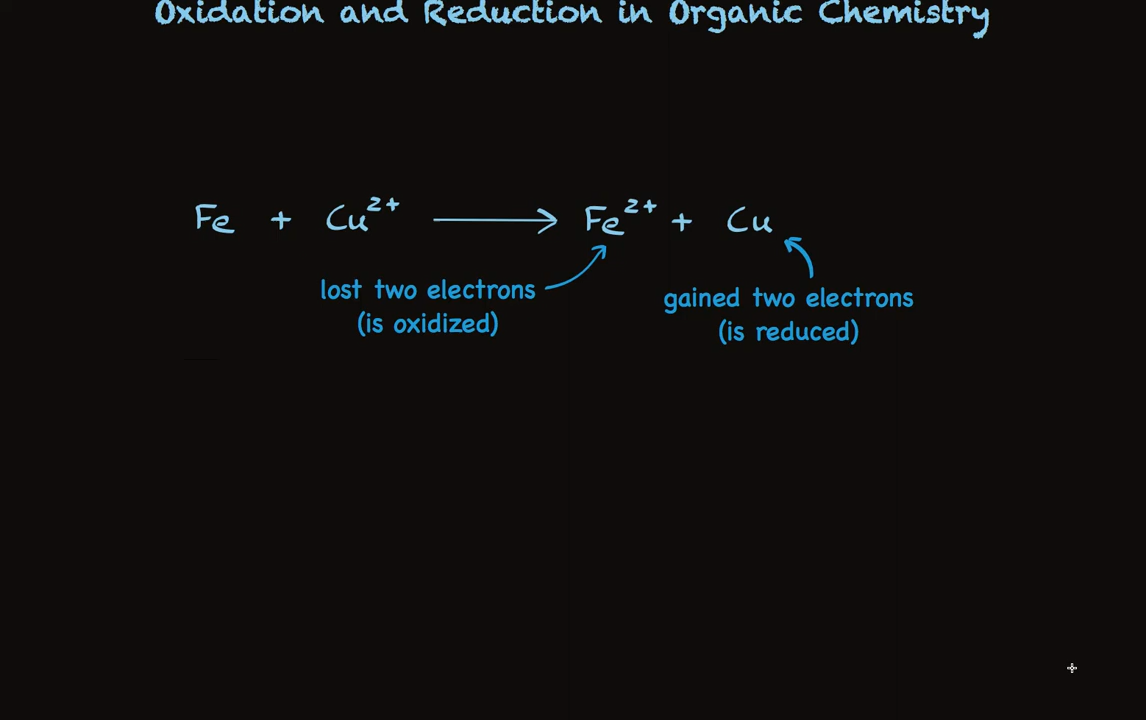 Oxidation and Reduction in Organic Chemistry
Fe + Cu²⁺ ⟶ Fe²⁺ + Cu
lost two electrons
(is oxidized)
gained two electrons
(is reduced)